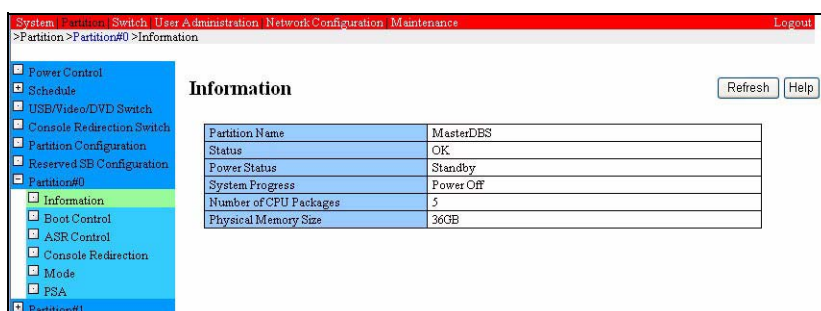 System | Partition | Switch | User Administration | Network Configuration | Maintenance Logout
>Partition >Partition#0 >Information
Power Control
Schedule
USB/Video/DVD Switch
Console Redirection Switch
Partition Configuration
Reserved SB Configuration
Partition#0
Information
Boot Control
ASR Control
Console Redirection
Mode
PSA
Partition#1
Information
Refresh Help
Partition Name MasterDBS
Status OK
Power Status Standby
System Progress Power Off
Number of CPU Packages 5
Physical Memory Size 36GB